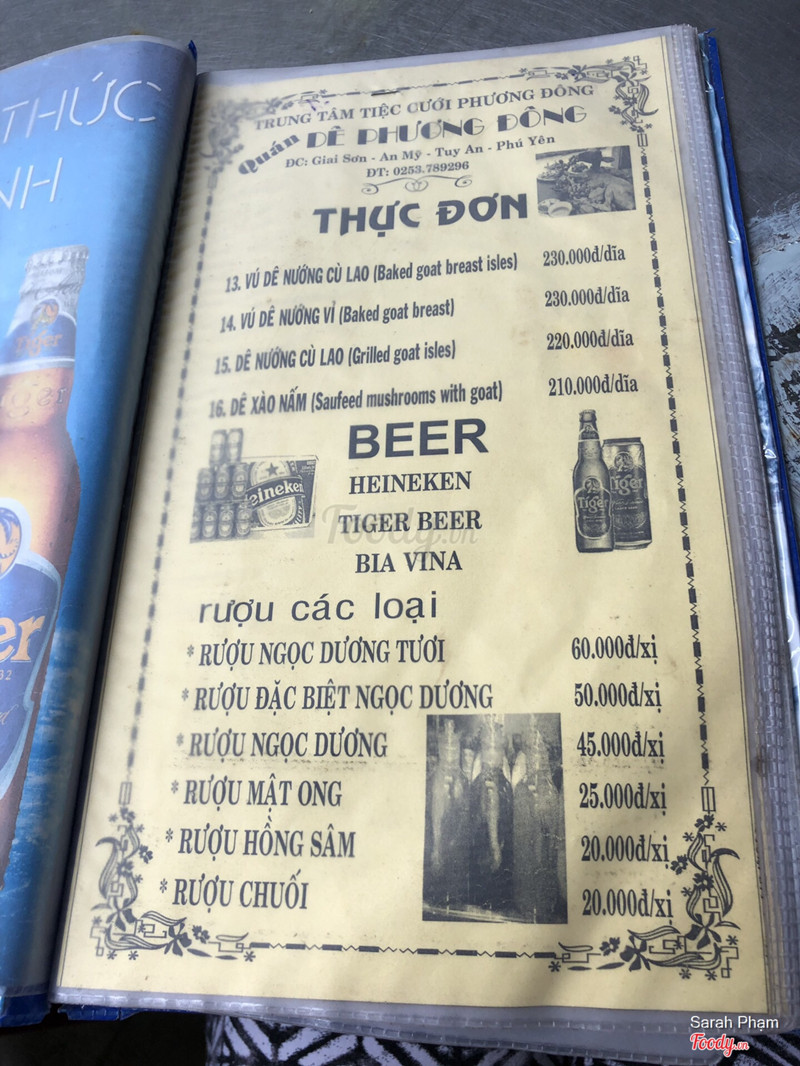 THỨC
NH
Tiger
Tiger
er
TRUNG TÂM TIỆC CƯỚI PHƯƠNG ĐÔNG
Quán DÊ PHƯƠNG ĐÔNG
ĐC: Giai Sơn - An Mỹ - Tuy An - Phú Yên
ĐT: 0253.789296
THỰC ĐƠN
13. VÚ DÊ NƯỚNG CÙ LAO (Baked goat breast isles) 230.000đ/dĩa
14. VÚ DÊ NƯỚNG VỈ (Baked goat breast) 230.000đ/dĩa
15. DÊ NƯỚNG CÙ LAO (Grilled goat isles) 220.000đ/dĩa
16. DÊ XÀO NẤM (Saufeed mushrooms with goat) 210.000đ/dĩa
BEER
Heineken
HEINEKEN
Tiger
Tiger
TIGER BEER
Foody.vn
BIA VINA
rượu các loại
* RƯỢU NGỌC DƯƠNG TƯƠI 60.000đ/xị
* RƯỢU ĐẶC BIỆT NGỌC DƯƠNG 50.000đ/xị
* RƯỢU NGỌC DƯƠNG 45.000đ/xị
* RƯỢU MẬT ONG 25.000đ/xị
* RƯỢU HỒNG SÂM 20.000đ/xị
* RƯỢU CHUỐI 20.000đ/xị
Sarah Phạm
Foody.vn